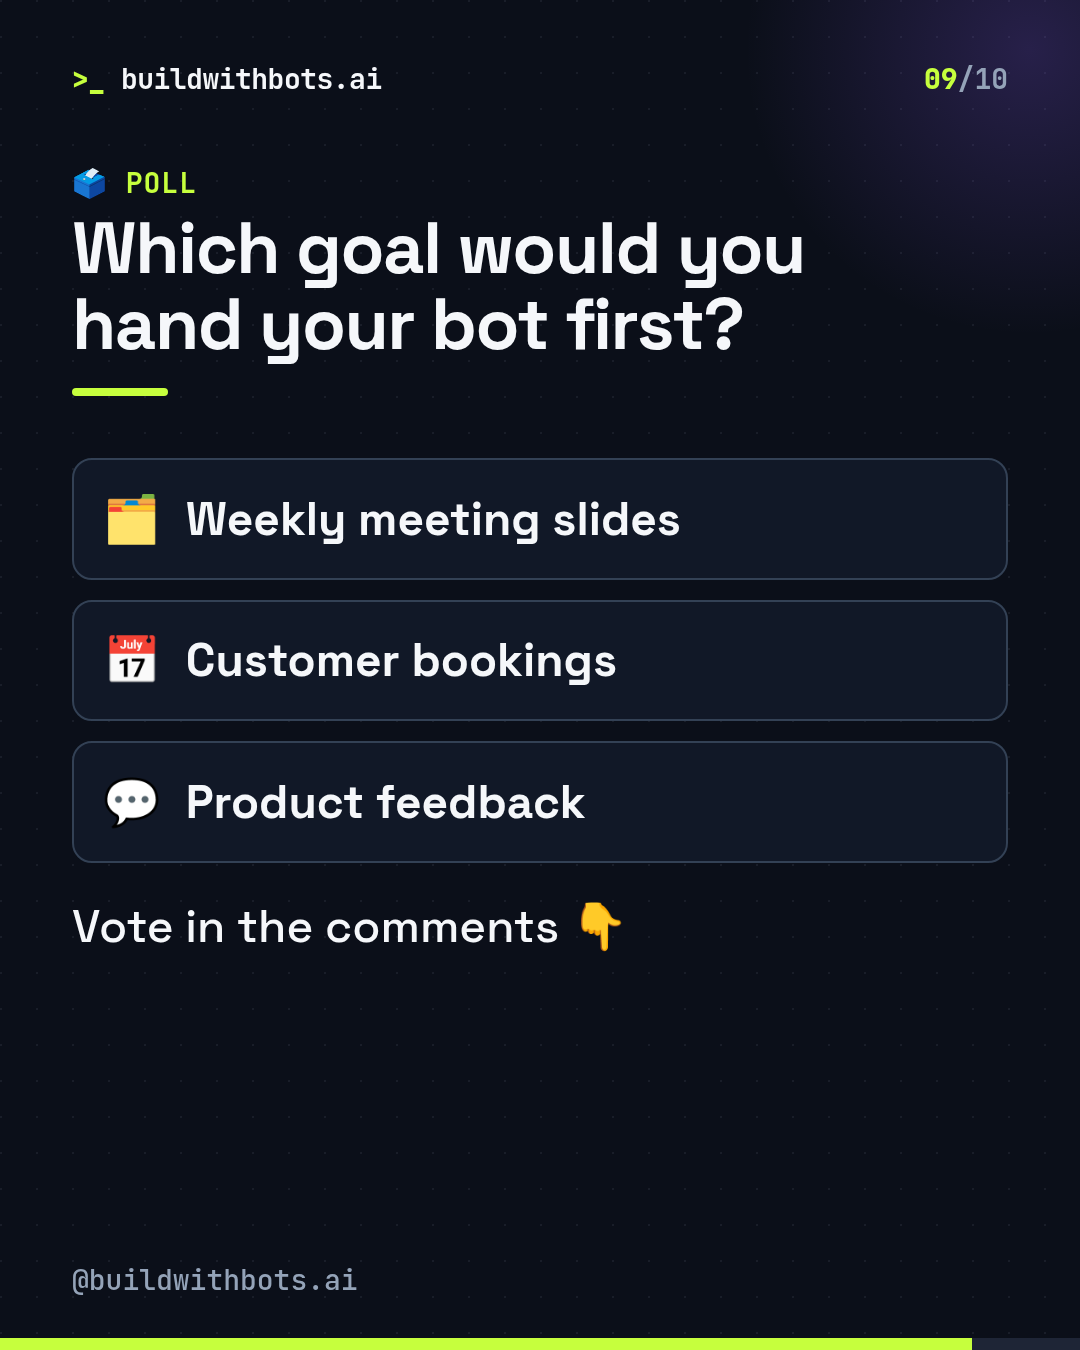 >_ buildwithbots.ai
09/10
POLL
Which goal would you
hand your bot first?
Weekly meeting slides
July
17
Customer bookings
Product feedback
Vote in the comments
@buildwithbots.ai